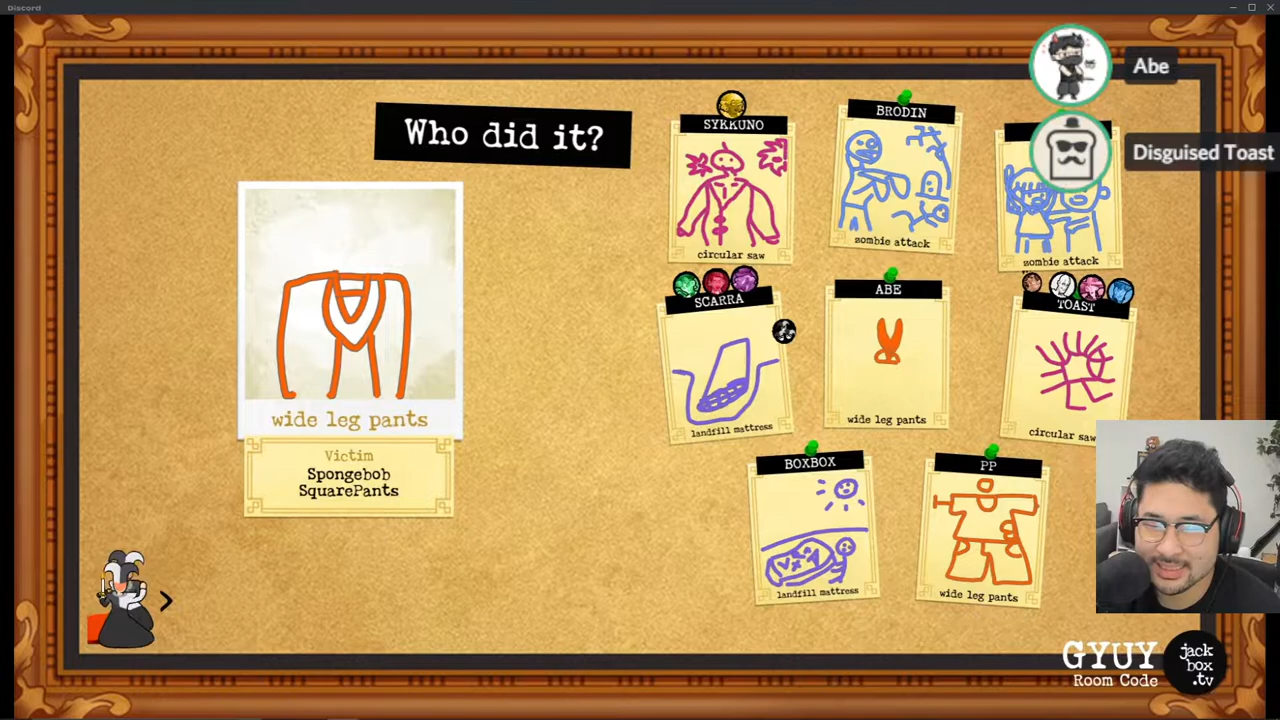 Discord
Abe
Disguised Toast
Who did it?
SYKKUNO
circular saw
BRODIN
zombie attack
zombie attack
wide leg pants
Victim
Spongebob
SquarePants
SCARRA
landfill mattress
ABE
wide leg pants
TOAST
circular saw
BOXBOX
landfill mattress
PP
wide leg pants
GYUY
Room Code
jack
box
.tv